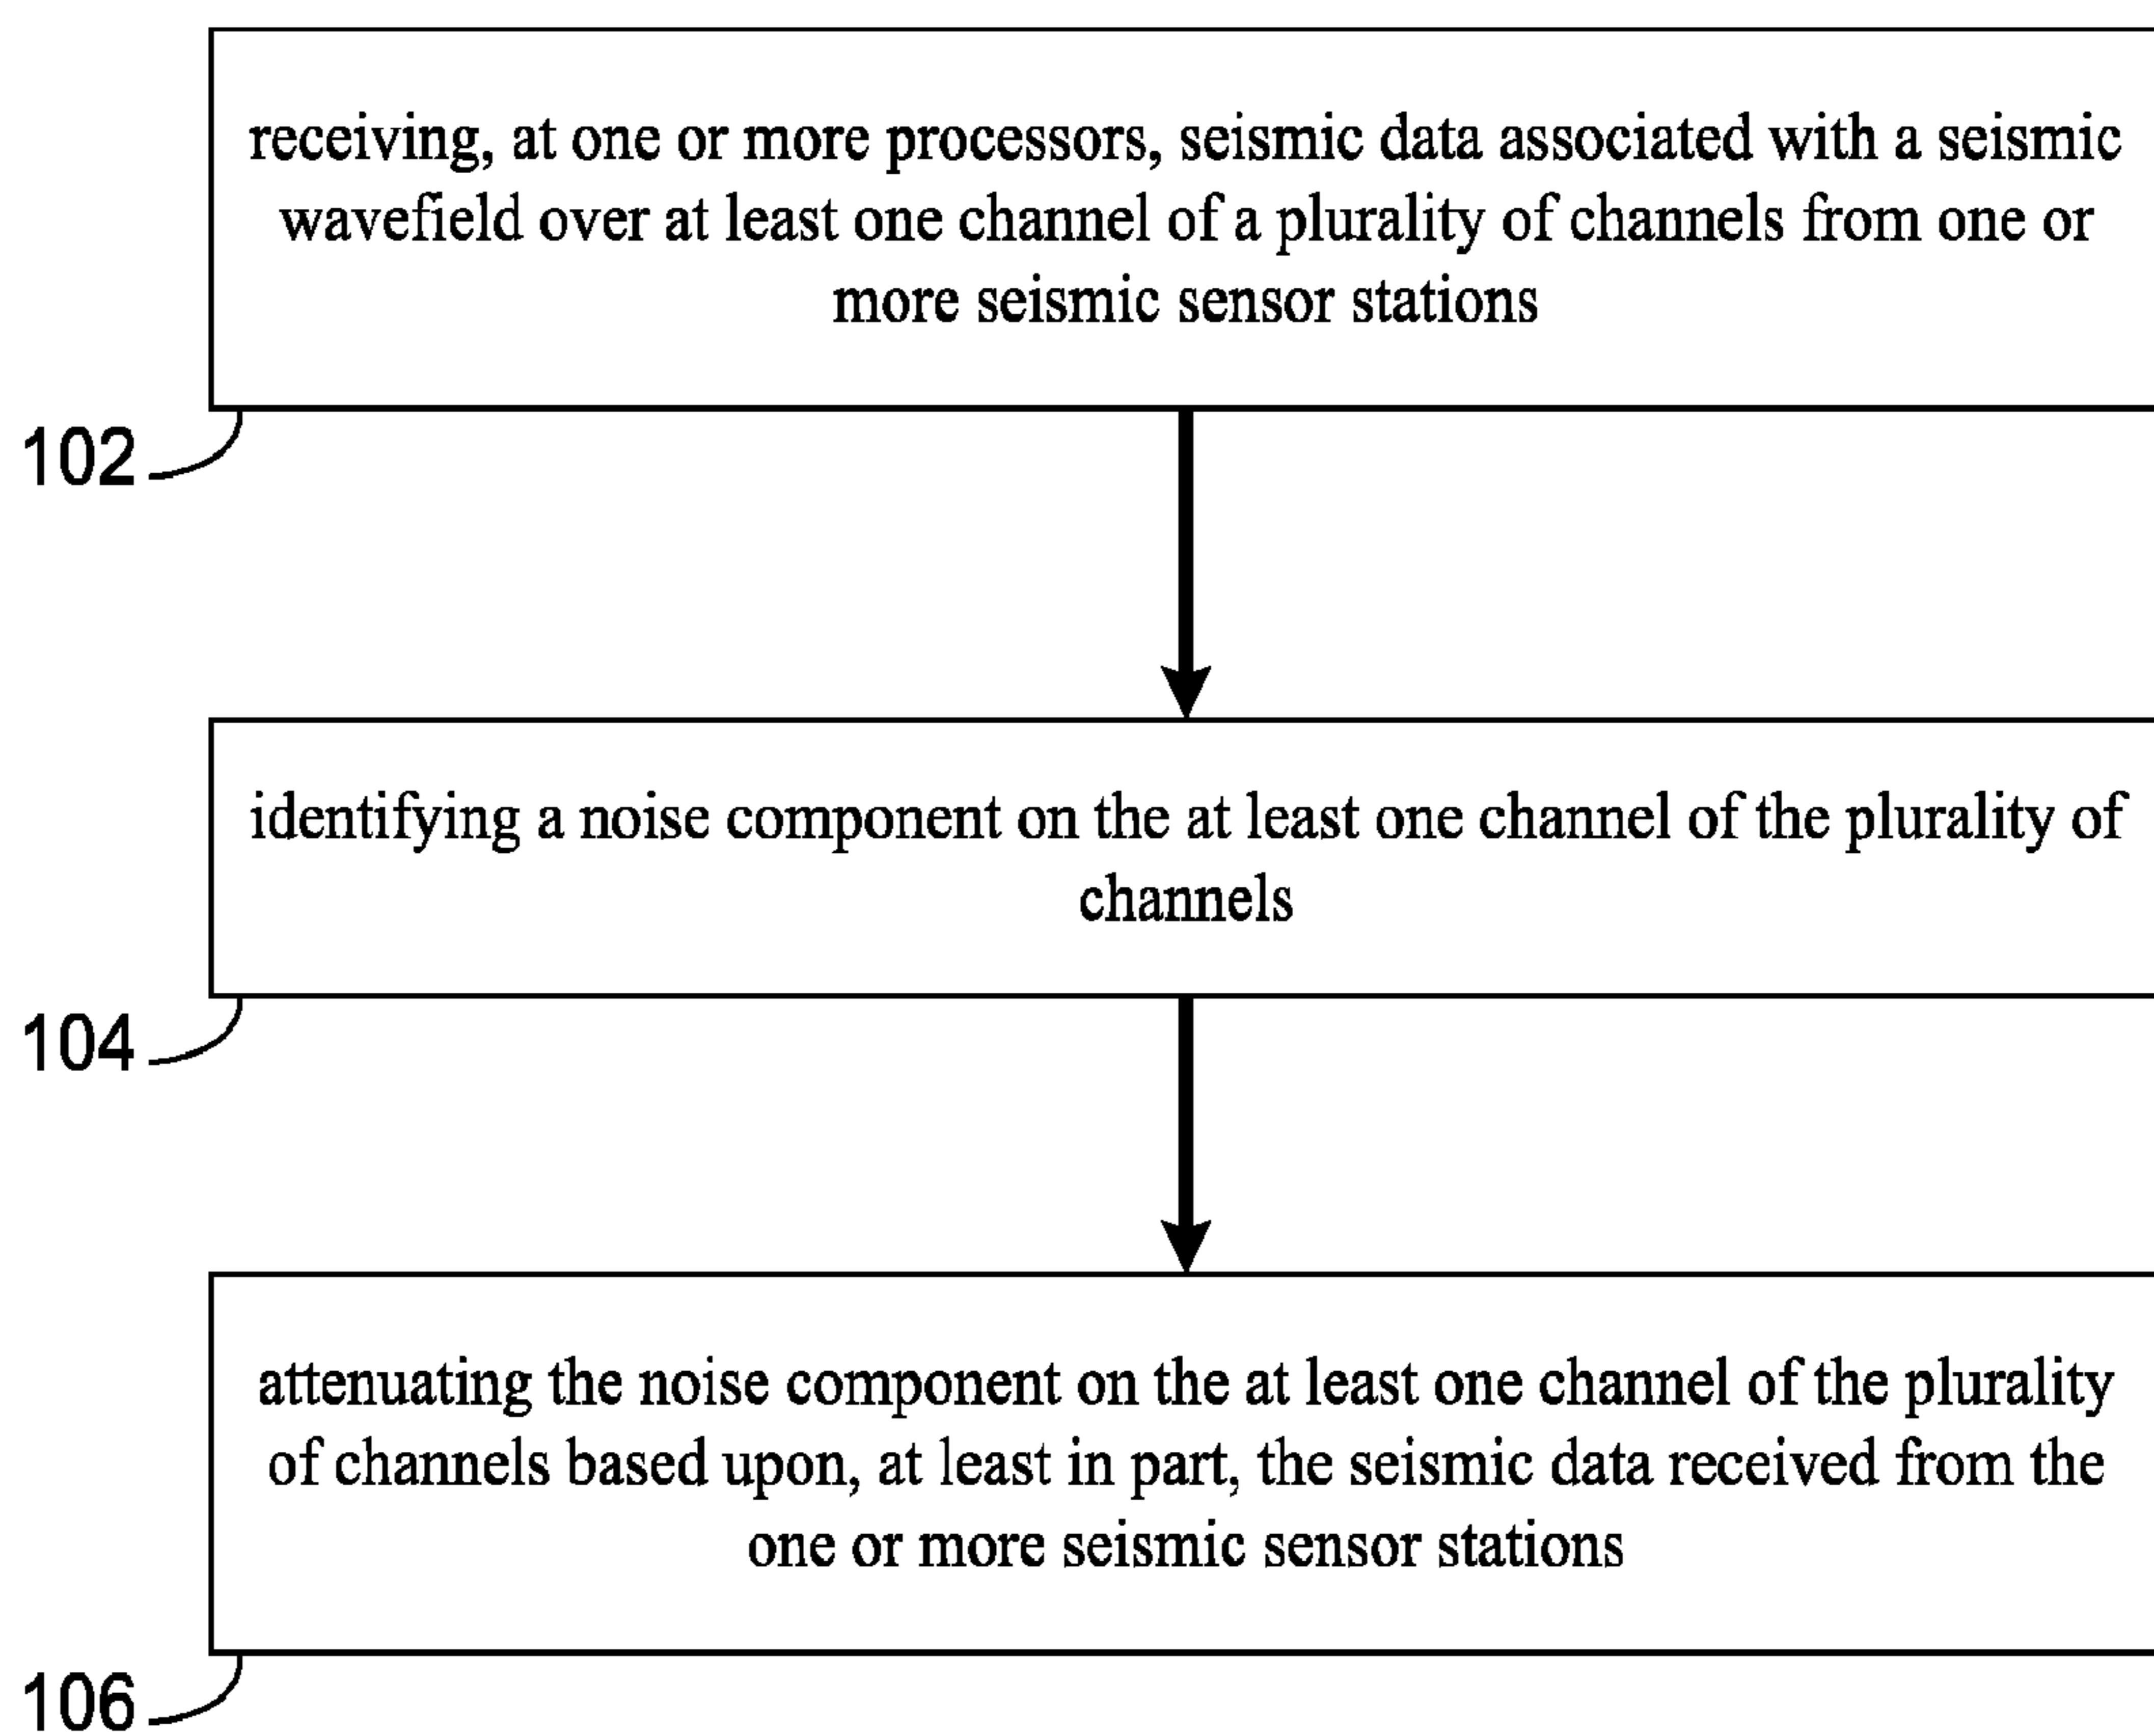 receiving, at one or more processors, seismic data associated with a seismic
wavefield over at least one channel of a plurality of channels from one or
more seismic sensor stations
102
identifying a noise component on the at least one channel of the plurality of
channels
104
attenuating the noise component on the at least one channel of the plurality
of channels based upon, at least in part, the seismic data received from the
one or more seismic sensor stations
106